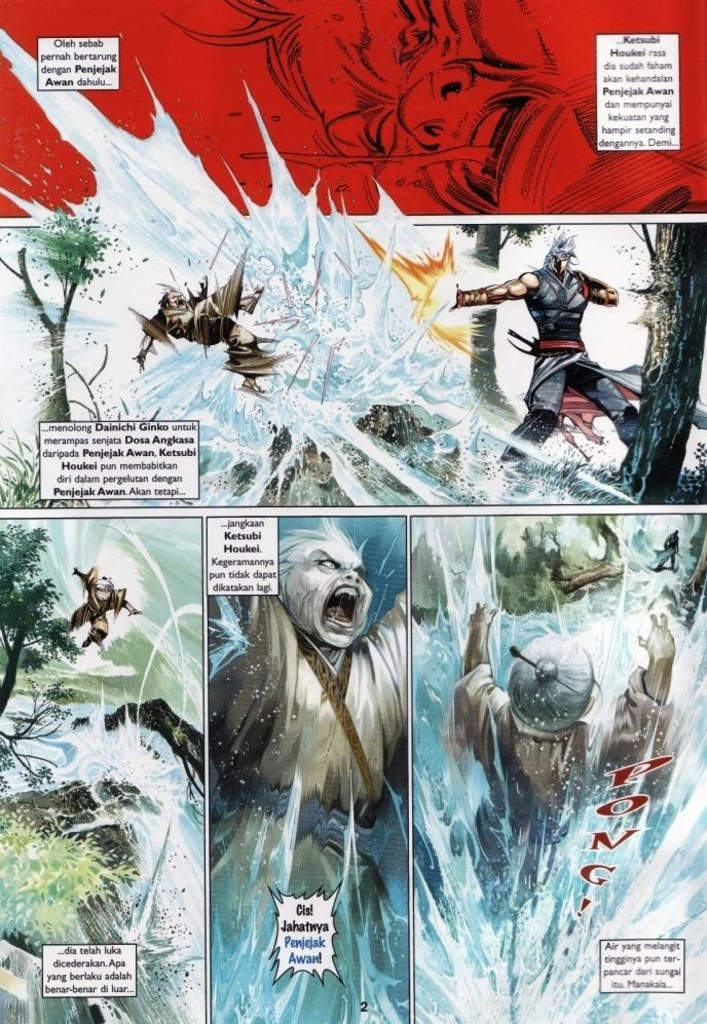 Oleh sebab
pernah bertarung
dengan Penjejak
Awan dahulu...
...Ketsubi
Houkei rasa
dia sudah faham
akan kehandalan
Penjejak Awan
dan mempunyai
kekuatan yang
hampir setanding
dengannya. Demi...
...menolong Dainichi Ginko untuk
merampas senjata Dosa Angkasa
daripada Penjejak Awan, Ketsubi
Houkei pun membabitkan
diri dalam pergelutan dengan
Penjejak Awan. Akan tetapi...
...dia telah luka
dicederakan. Apa
yang berlaku adalah
benar-benar di luar...
...jangkaan
Ketsubi
Houkei.
Kegeramannya
pun tidak dapat
dikatakan lagi.
Cis!
Jahatnya
Penjejak
Awan!
PONG!
Air yang melangit
tingginya pun ter-
pancar dari sungai
itu. Manakala...
2